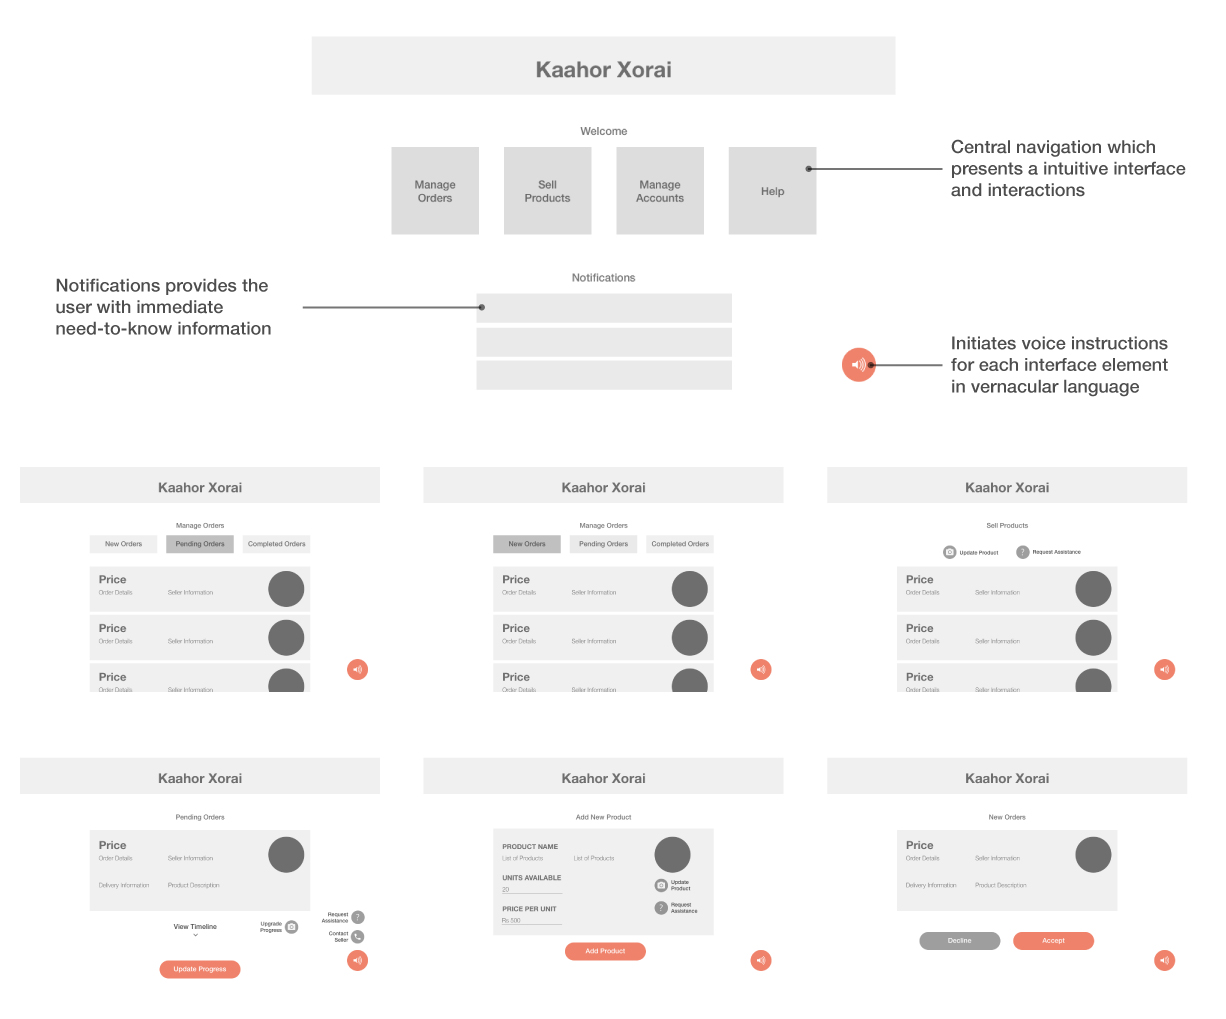 Kaahor Xorai
Welcome
Manage
Orders
Sell
Products
Manage
Accounts
Help
Central navigation which
presents a intuitive interface
and interactions
Notifications
Notifications provides the
user with immediate
need-to-know information
Initiates voice instructions
for each interface element
in vernacular language
Kaahor Xorai
Manage Orders
New Orders
Pending Orders
Completed Orders
Price
Order Details
Seller Information
Price
Order Details
Seller Information
Price
Order Details
Seller Information
Kaahor Xorai
Manage Orders
New Orders
Pending Orders
Completed Orders
Price
Order Details
Seller Information
Price
Order Details
Seller Information
Price
Order Details
Seller Information
Kaahor Xorai
Sell Products
Update Product
? Request Assistance
Price
Order Details
Seller Information
Price
Order Details
Seller Information
Price
Order Details
Seller Information
Kaahor Xorai
Pending Orders
Price
Order Details
Seller Information
Delivery Information
Product Description
View Timeline
Upgrade
Progress
Request
Assistance ?
Contact
Seller
Update Progress
Kaahor Xorai
Add New Product
PRODUCT NAME
List of Products
List of Products
UNITS AVAILABLE
20
PRICE PER UNIT
Rs 500
Update
Product
? Request
Assistance
Add Product
Kaahor Xorai
New Orders
Price
Order Details
Seller Information
Delivery Information
Product Description
Decline
Accept